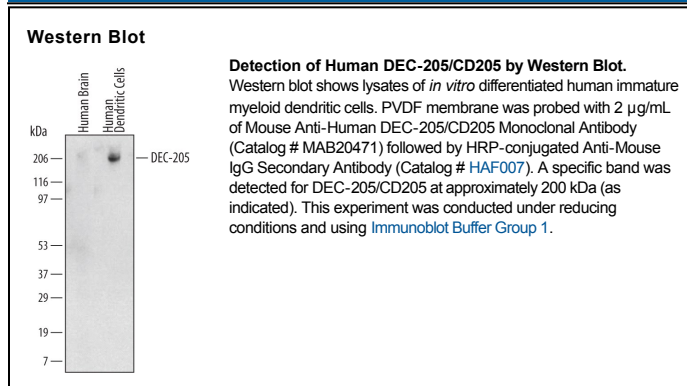 Western Blot
Human Brain
Human
Dendritic Cells
kDa
206
DEC-205
116
97
53
37
29
19
7
Detection of Human DEC-205/CD205 by Western Blot.
Western blot shows lysates of in vitro differentiated human immature
myeloid dendritic cells. PVDF membrane was probed with 2 µg/mL
of Mouse Anti-Human DEC-205/CD205 Monoclonal Antibody
(Catalog # MAB20471) followed by HRP-conjugated Anti-Mouse
IgG Secondary Antibody (Catalog # HAF007). A specific band was
detected for DEC-205/CD205 at approximately 200 kDa (as
indicated). This experiment was conducted under reducing
conditions and using Immunoblot Buffer Group 1.